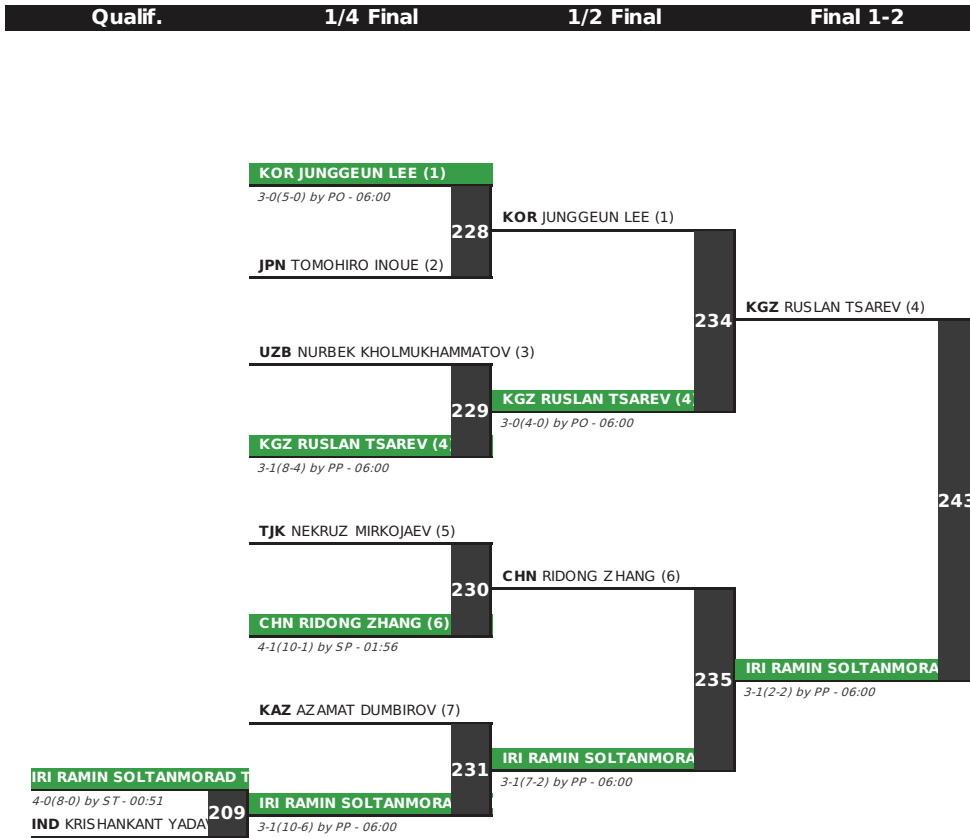 Qualif. 1/4 Final 1/2 Final Final 1-2
KOR JUNGGEUN LEE (1)
3-0(5-0) by PO - 06:00
228
KOR JUNGGEUN LEE (1)
JPN TOMOHIRO INOUE (2)
234
KGZ RUSLAN TSAREV (4)
UZB NURBEK KHOLMUKHAMMATOV (3)
229
KGZ RUSLAN TSAREV (4)
3-0(4-0) by PO - 06:00
KGZ RUSLAN TSAREV (4)
3-1(8-4) by PP - 06:00
243
TJK NEKRUZ MIRKOJAEV (5)
230
CHN RIDONG ZHANG (6)
CHN RIDONG ZHANG (6)
4-1(10-1) by SP - 01:56
235
IRI RAMIN SOLTANMORA
3-1(2-2) by PP - 06:00
KAZ AZAMAT DUMBIROV (7)
231
IRI RAMIN SOLTANMORA
3-1(7-2) by PP - 06:00
IRI RAMIN SOLTANMORAD T
4-0(8-0) by ST - 00:51
209
IRI RAMIN SOLTANMORA
IND KRISHANKANT YADAV
3-1(10-6) by PP - 06:00